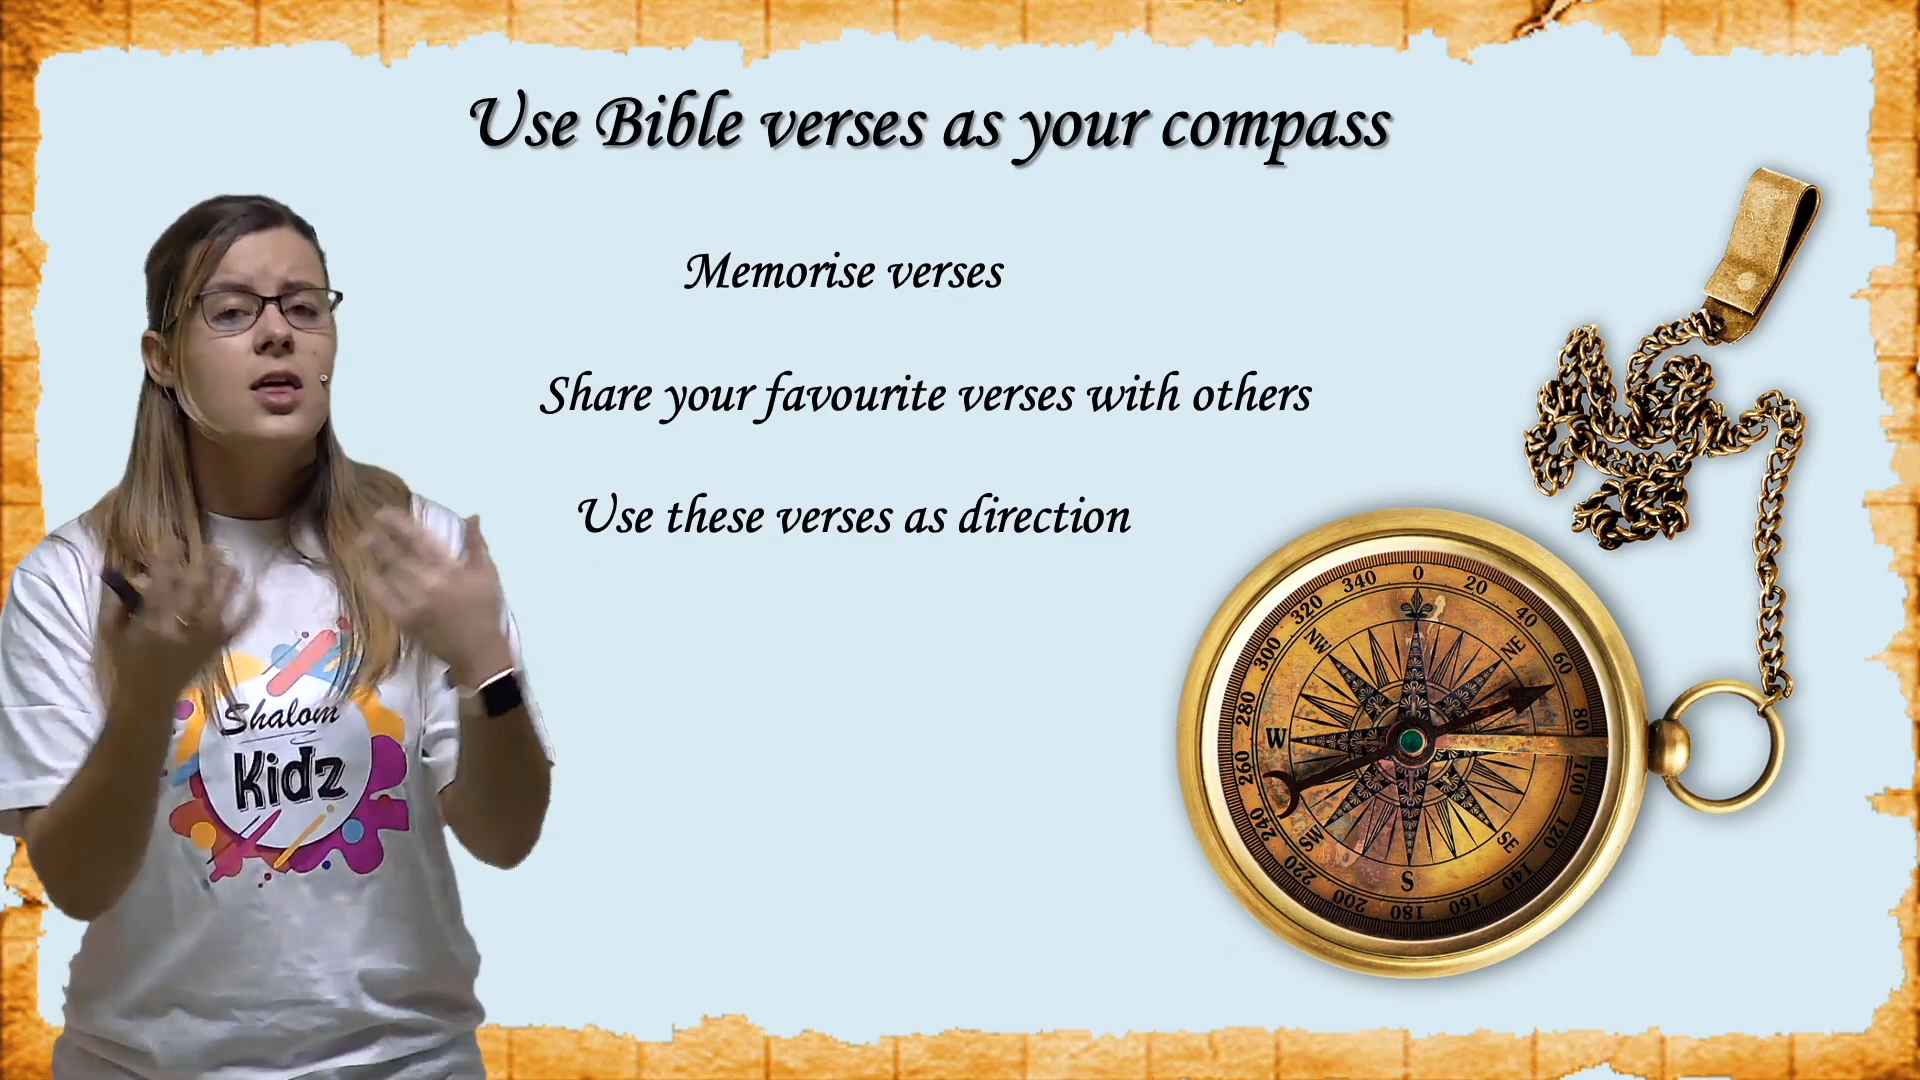 Use Bible verses as your compass
Memorise verses
Share your favourite verses with others
Use these verses as direction
Shalom
Kidz
0
20
40
60
80
100
120
140
160
180
200
220
240
260
280
300
320
340
NE
SE
S
SW
W
NW